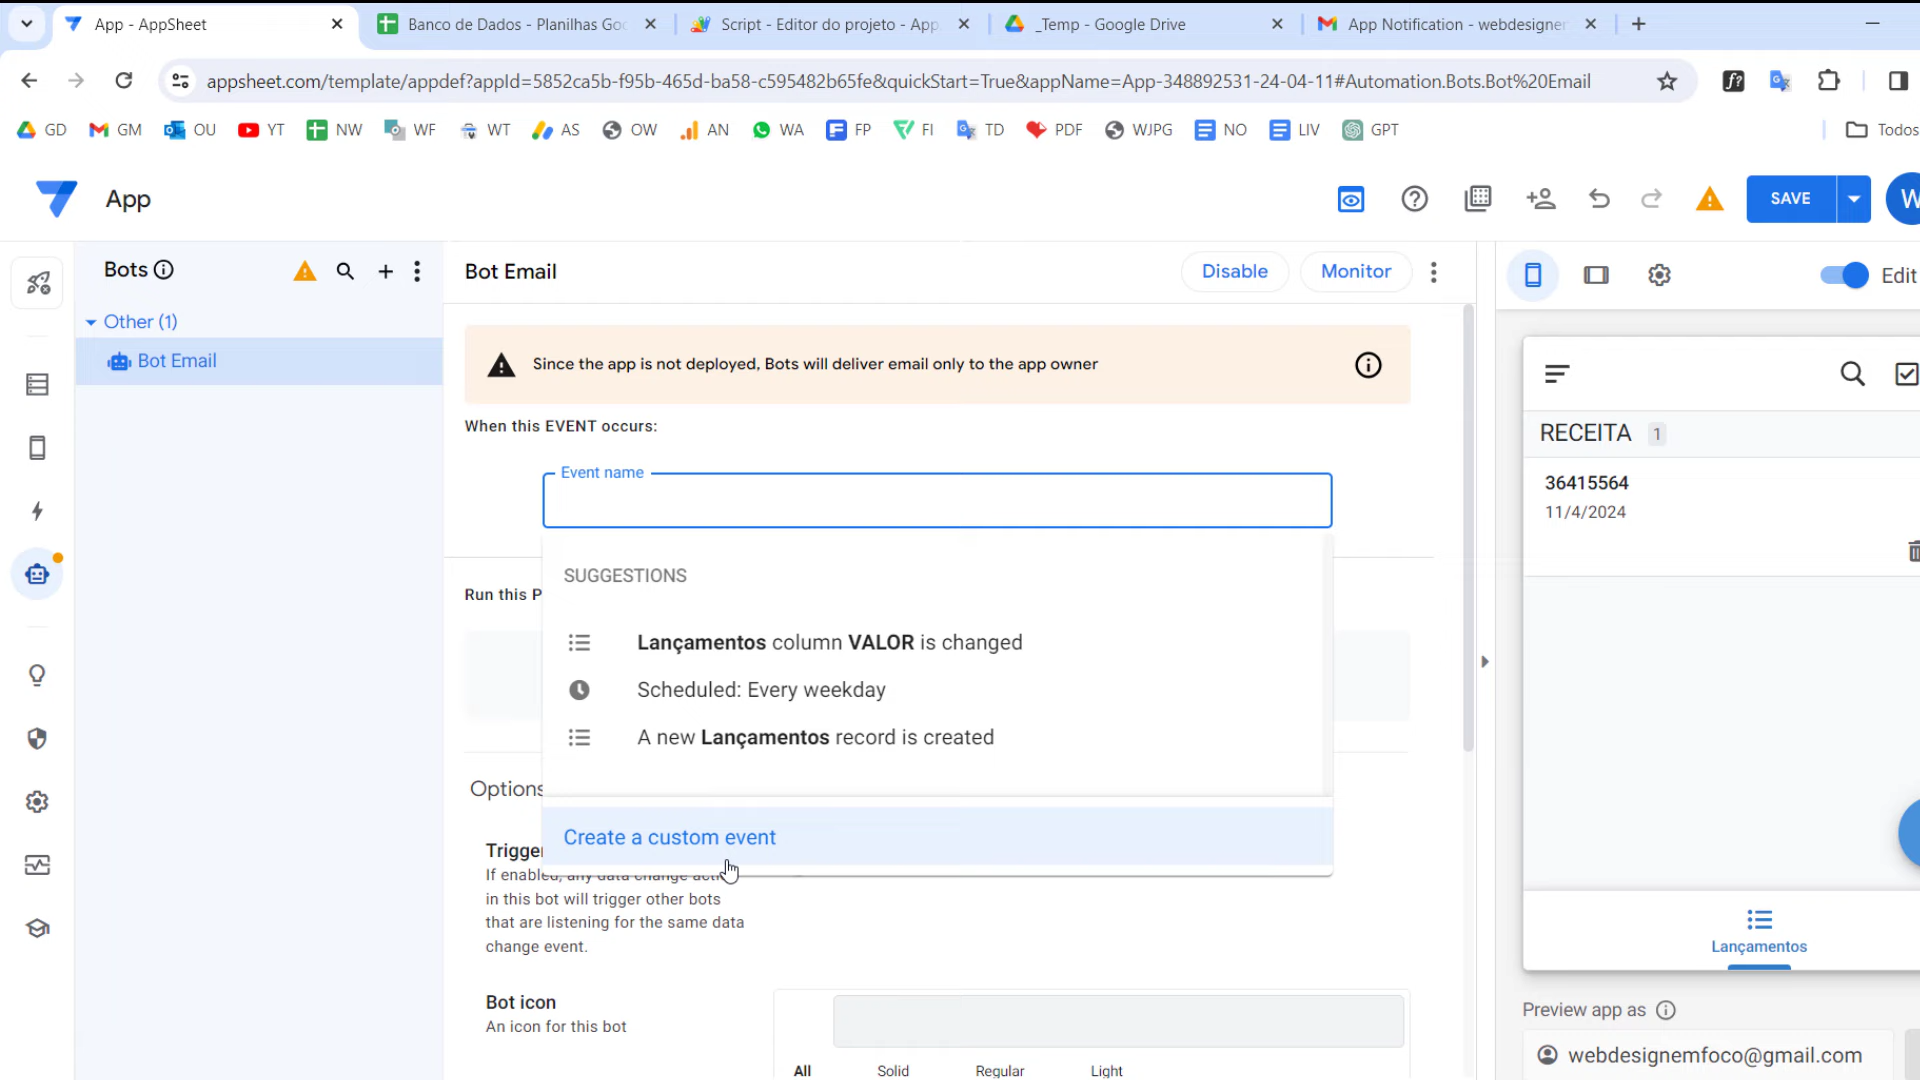 App - AppSheet
Banco de Dados - Planilhas Goo
Script - Editor do projeto - App
_Temp - Google Drive
App Notification - webdesigner
appsheet.com/template/appdef?appId=5852ca5b-f95b-465d-ba58-c595482b65fe&quickStart=True&appName=App-348892531-24-04-11#Automation.Bots.Bot%20Email
GD GM OU YT NW WF WT AS OW AN WA FP FI TD PDF WJPG NO LIV GPT Todos
App
SAVE
W
Bots
Bot Email
Disable
Monitor
Edit
Other (1)
Bot Email
Since the app is not deployed, Bots will deliver email only to the app owner
When this EVENT occurs:
Event name
SUGGESTIONS
Run this P
Lançamentos column VALOR is changed
Scheduled: Every weekday
A new Lançamentos record is created
Options
Create a custom event
Trigger
If enabled, any data change
in this bot will trigger other bots
that are listening for the same data
change event.
Bot icon
An icon for this bot
All Solid Regular Light
RECEITA 1
36415564
11/4/2024
Lançamentos
Preview app as
webdesignemfoco@gmail.com